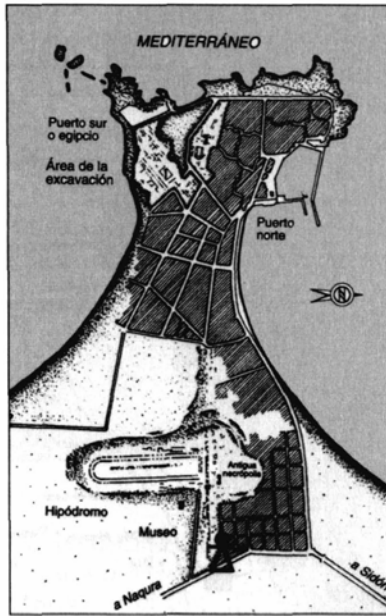 MEDITERRÁNEO
Puerto sur
o egipcio
Área de la
excavación
Puerto
norte
N
Antigua
necrópolis
Hipódromo
Museo
a Naqura
a Sidón